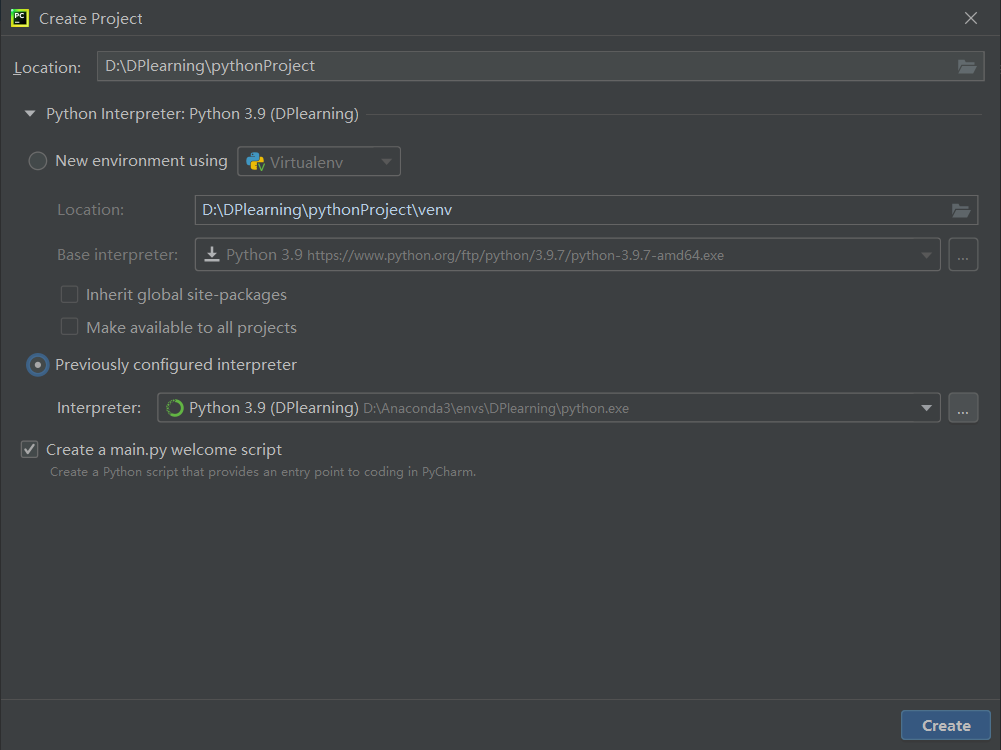 PC Create Project
Location: D:\DPlearning\pythonProject
Python Interpreter: Python 3.9 (DPlearning)
New environment using Virtualenv
Location: D:\DPlearning\pythonProject\venv
Base interpreter: Python 3.9 https://www.python.org/ftp/python/3.9.7/python-3.9.7-amd64.exe ...
Inherit global site-packages
Make available to all projects
Previously configured interpreter
Interpreter: Python 3.9 (DPlearning) D:\Anaconda3\envs\DPlearning\python.exe ...
Create a main.py welcome script
Create a Python script that provides an entry point to coding in PyCharm.
Create